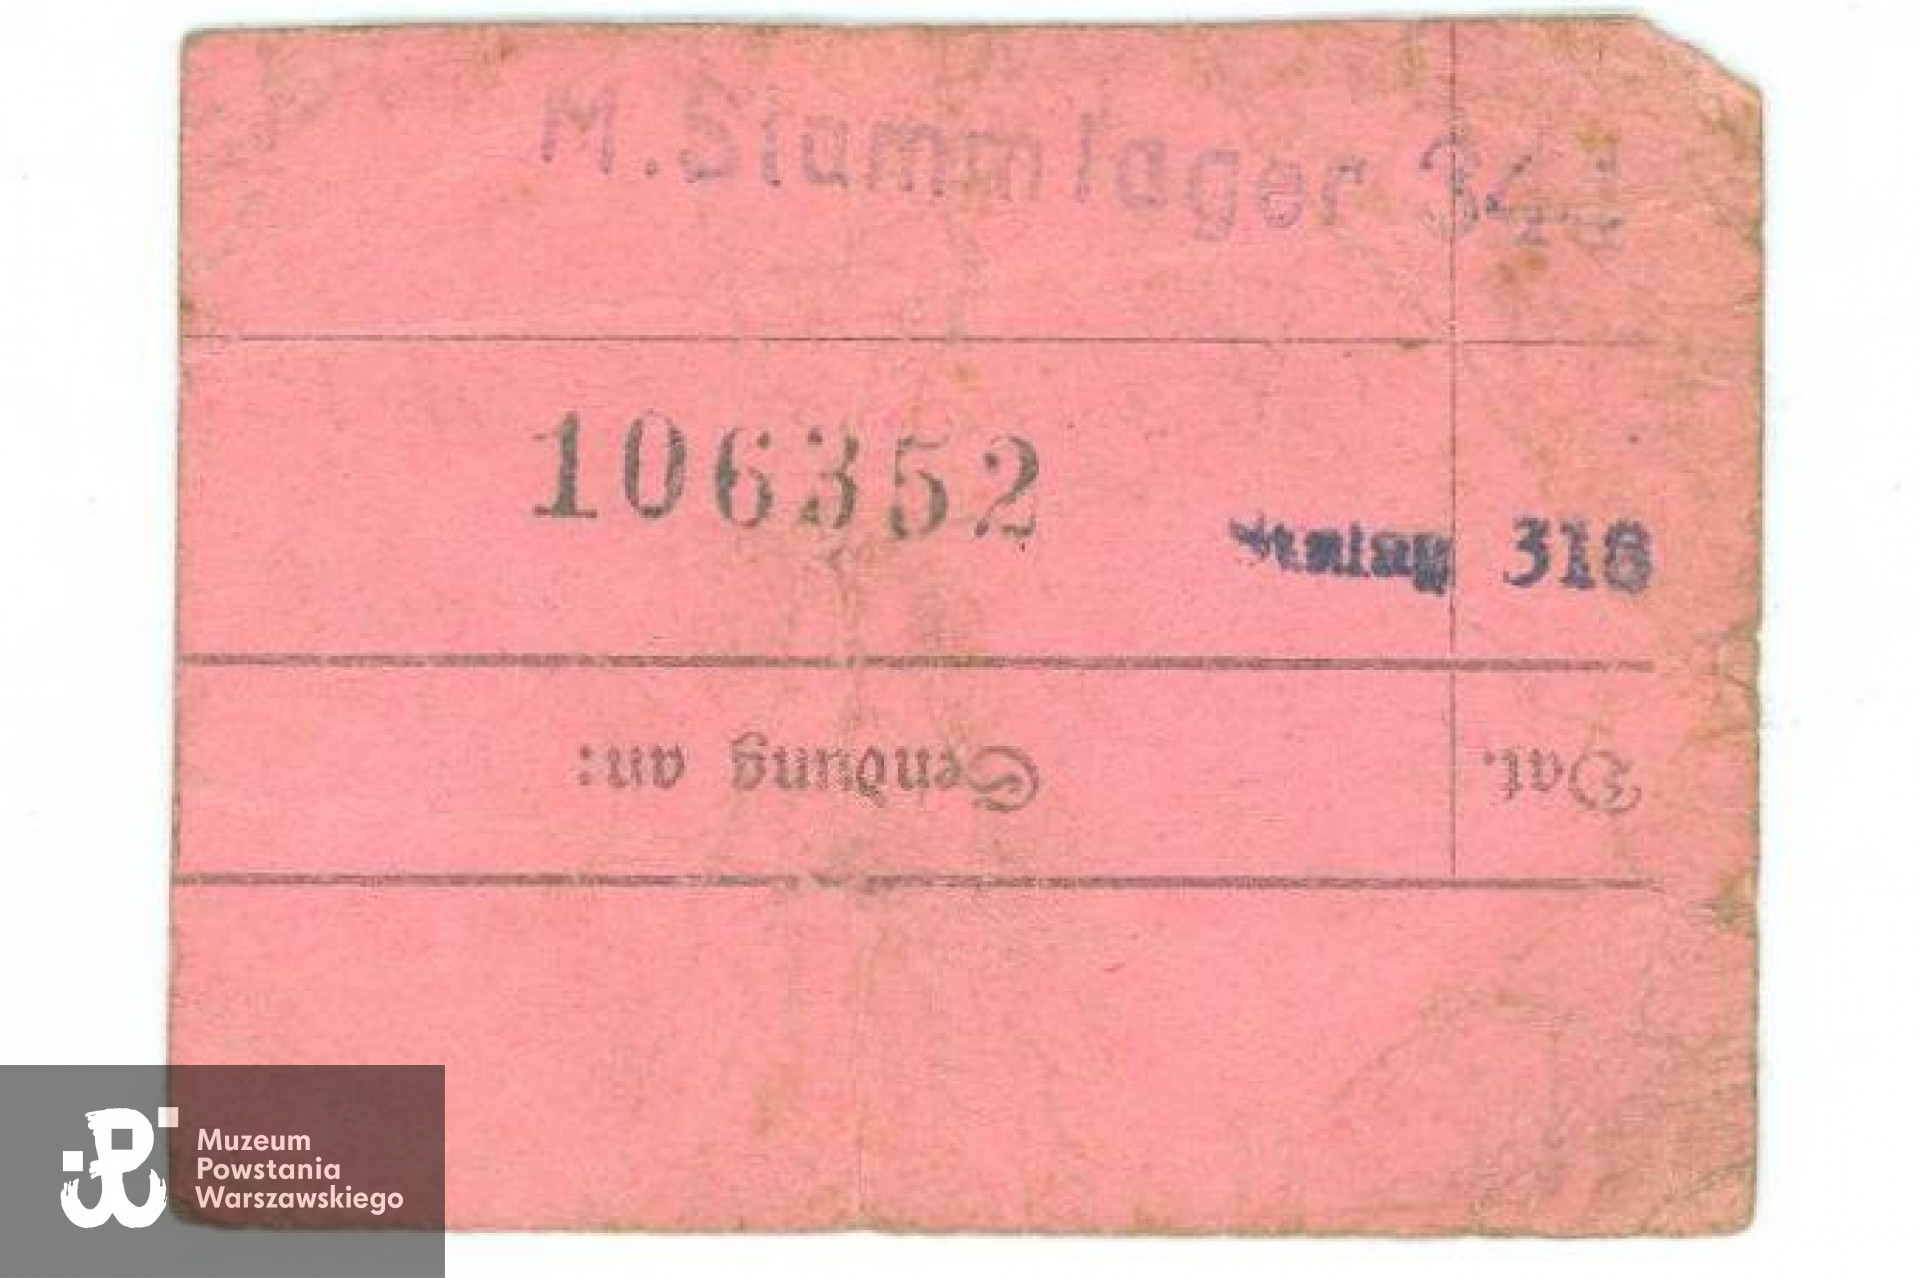 M. Stammlager 344
106352
318
Sendung an:
Dat.
Muzeum
Powstania
Warszawskiego